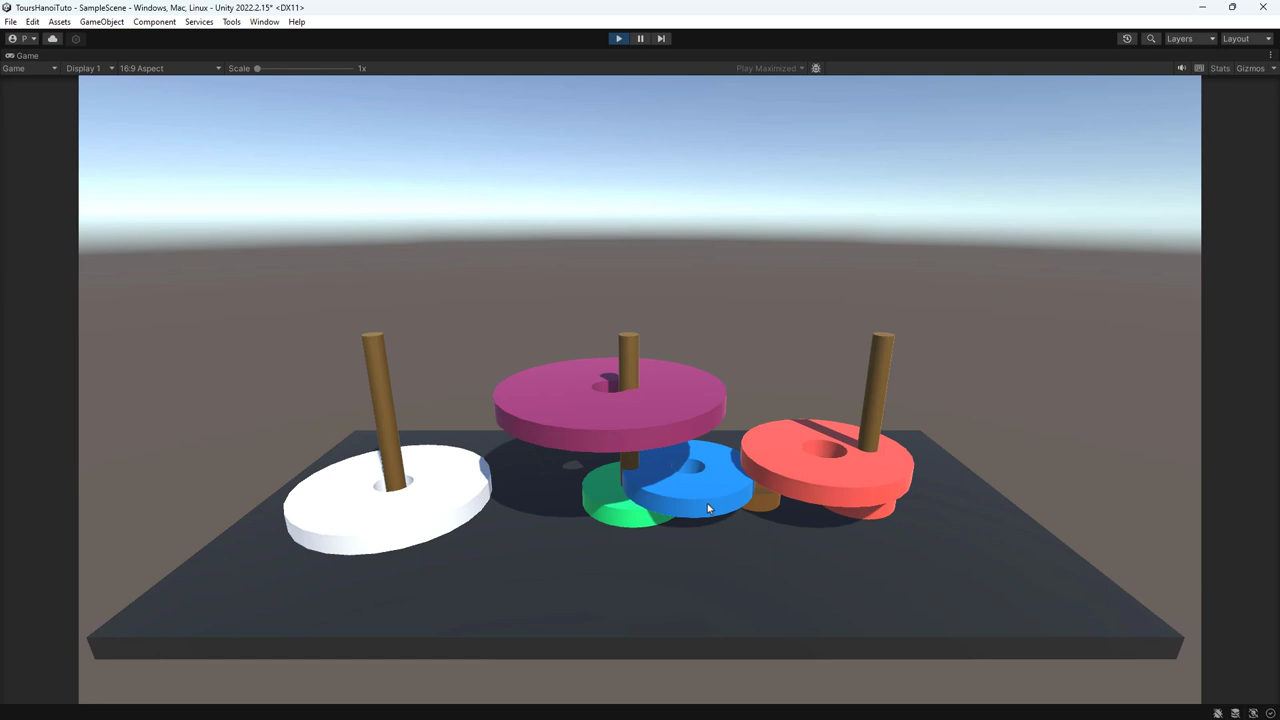 ToursHanoiTuto - SampleScene - Windows, Mac, Linux - Unity 2022.2.15* <DX11>
File Edit Assets GameObject Component Services Tools Window Help
P Layers Layout
Game
Game Display 1 16:9 Aspect Scale 1x Play Maximized Stats Gizmos